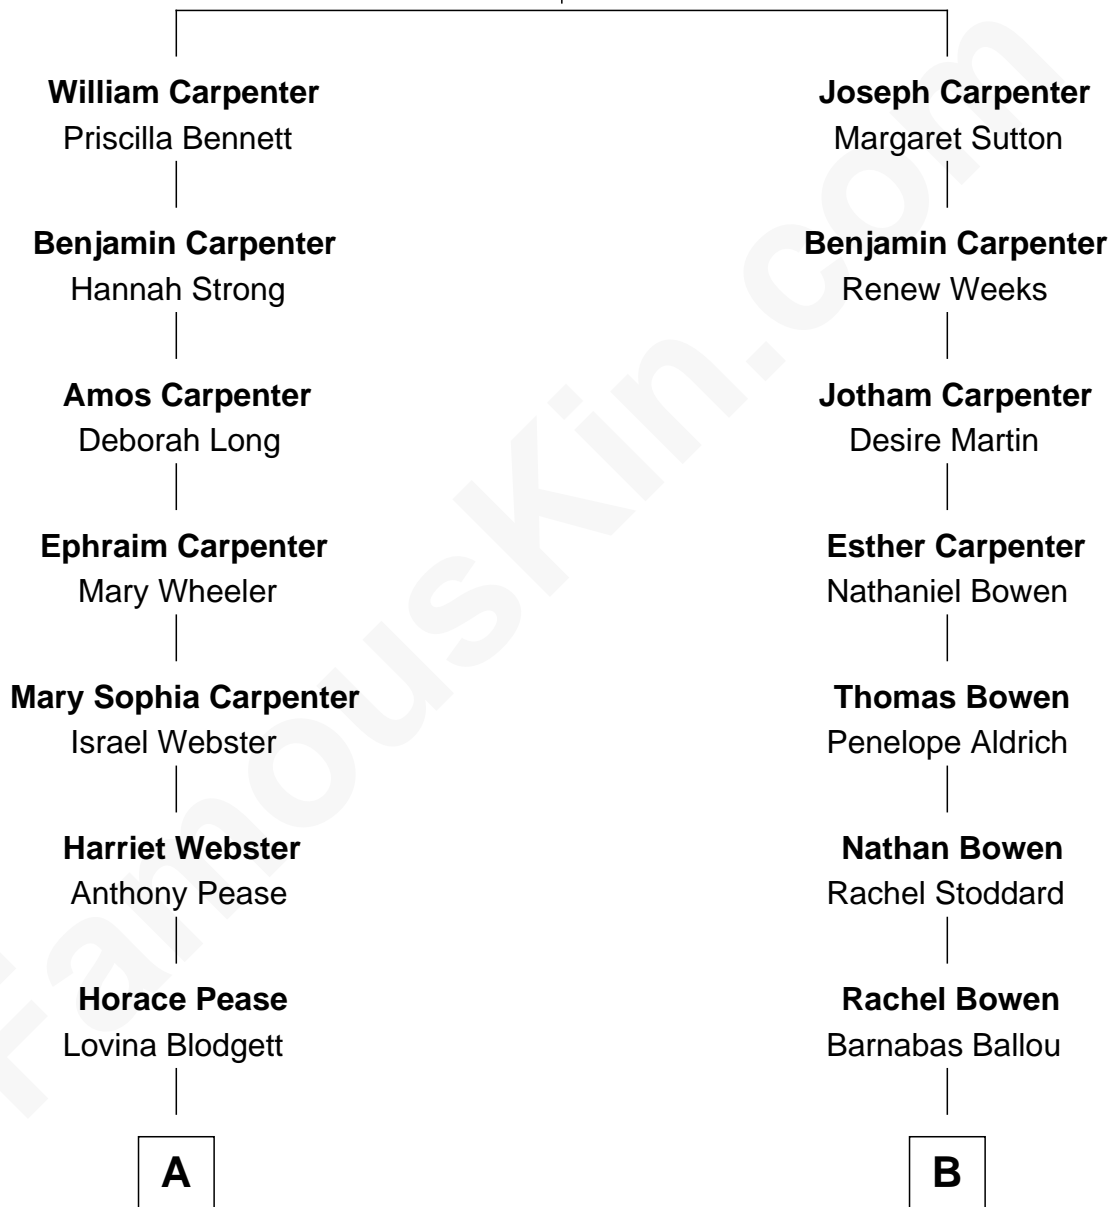 William Carpenter
Priscilla Bennett
Benjamin Carpenter
Hannah Strong
Amos Carpenter
Deborah Long
Ephraim Carpenter
Mary Wheeler
Mary Sophia Carpenter
Israel Webster
Harriet Webster
Anthony Pease
Horace Pease
Lovina Blodgett
A
Joseph Carpenter
Margaret Sutton
Benjamin Carpenter
Renew Weeks
Jotham Carpenter
Desire Martin
Esther Carpenter
Nathaniel Bowen
Thomas Bowen
Penelope Aldrich
Nathan Bowen
Rachel Stoddard
Rachel Bowen
Barnabas Ballou
B
FamousKin.com